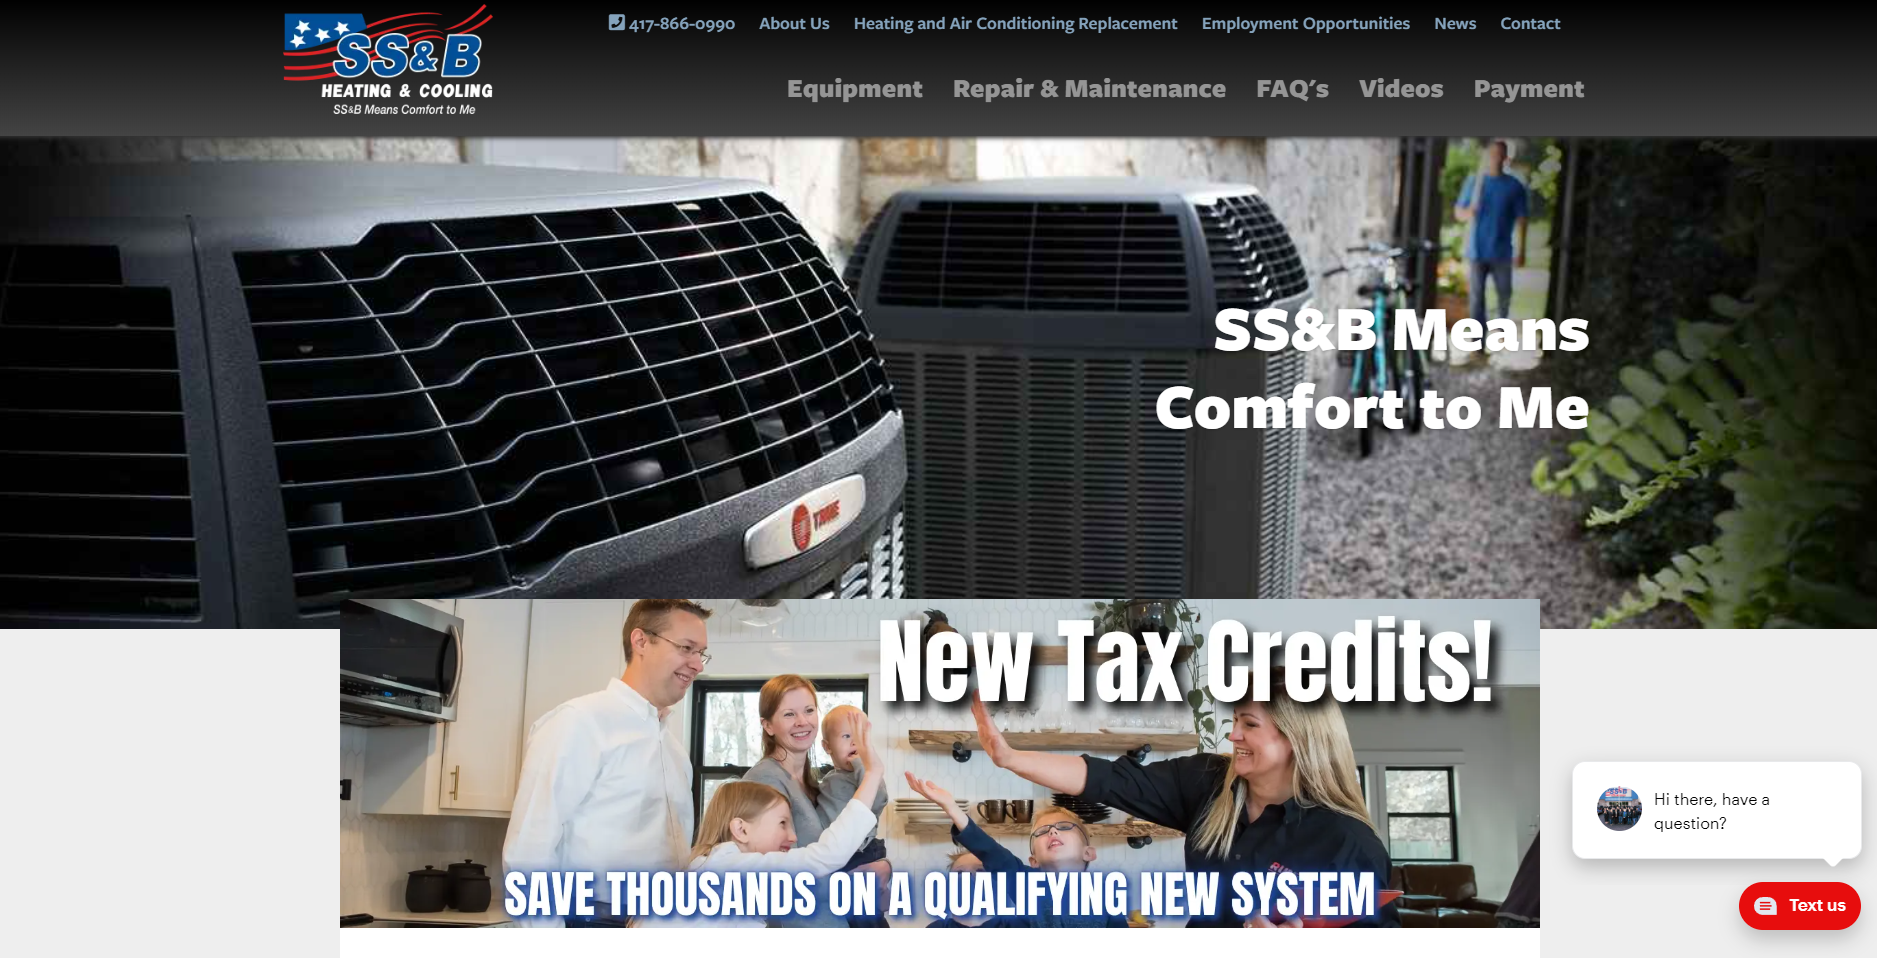 SS&B
HEATING & COOLING
SS&B Means Comfort to Me
417-866-0990 About Us Heating and Air Conditioning Replacement Employment Opportunities News Contact
Equipment Repair & Maintenance FAQ's Videos Payment
SS&B Means
Comfort to Me
TRANE
New Tax Credits!
SAVE THOUSANDS ON A QUALIFYING NEW SYSTEM
Hi there, have a
question?
Text us